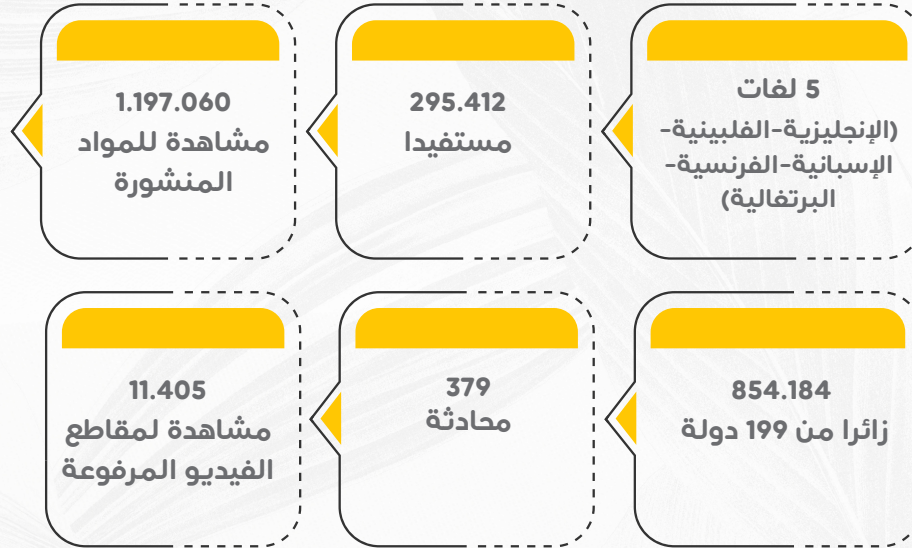 5 لغات
(الإنجليزية-الفلبينية-
الإسبانية-الفرنسية-
البرتغالية)
295.412
مستفيدا
1.197.060
مشاهدة للمواد
المنشورة
854.184
زائرا من 199 دولة
379
محادثة
11.405
مشاهدة لمقاطع
الفيديو المرفوعة